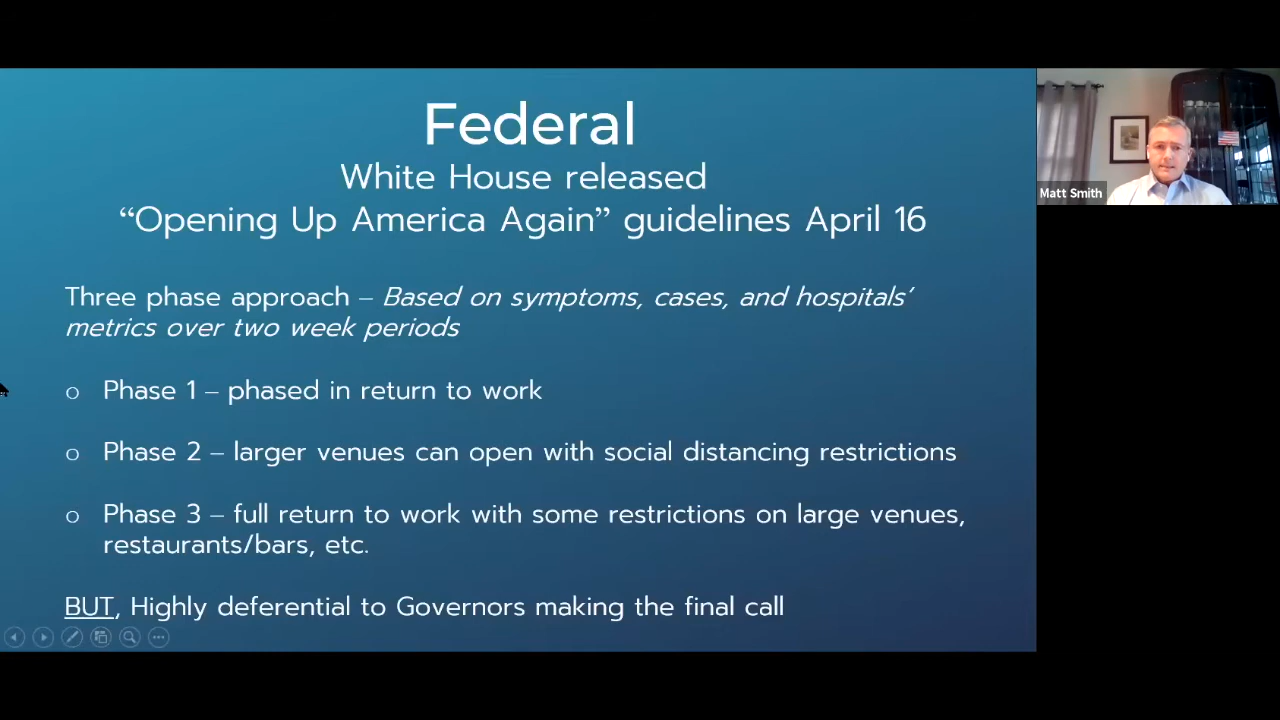 Federal
White House released
“Opening Up America Again” guidelines April 16
Three phase approach – Based on symptoms, cases, and hospitals’
metrics over two week periods
o Phase 1 – phased in return to work
o Phase 2 – larger venues can open with social distancing restrictions
o Phase 3 – full return to work with some restrictions on large venues,
restaurants/bars, etc.
BUT, Highly deferential to Governors making the final call
Matt Smith